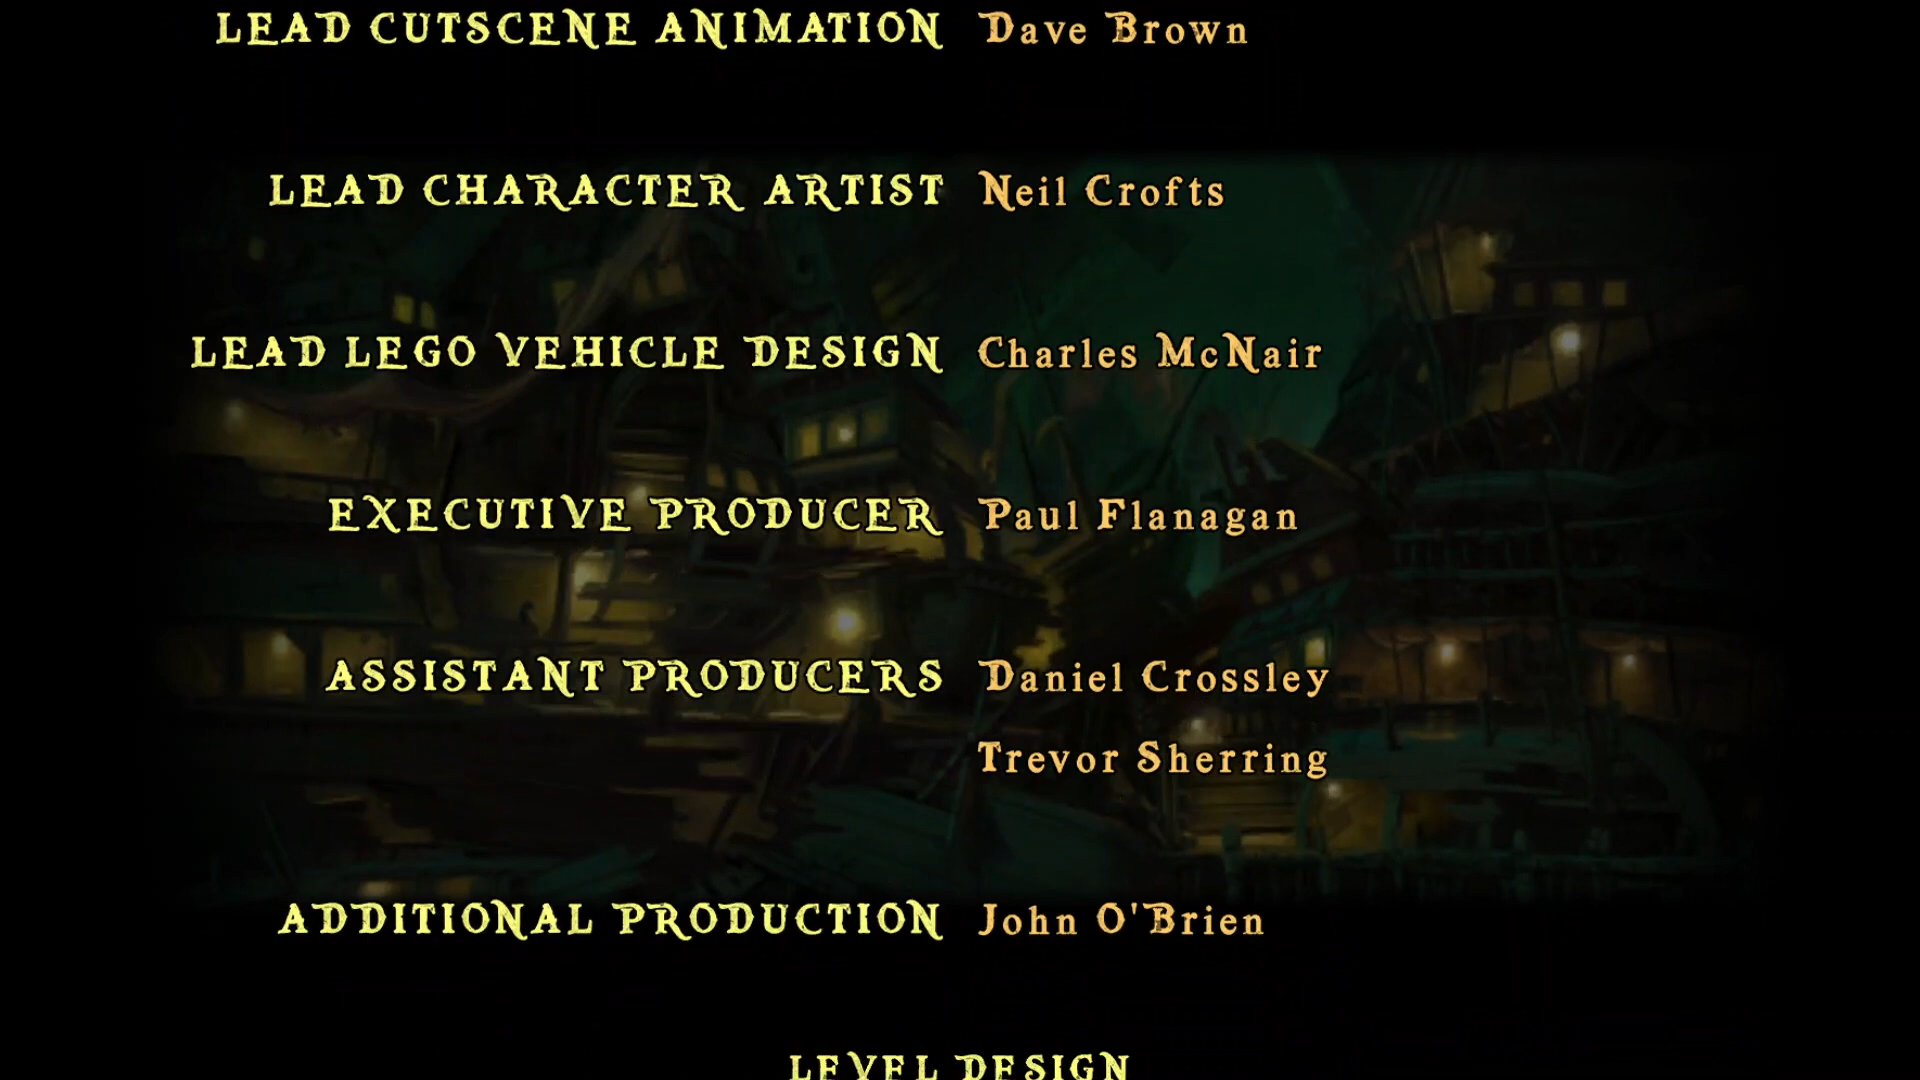 LEAD CUTSCENE ANIMATION Dave Brown
LEAD CHARACTER ARTIST Neil Crofts
LEAD LEGO VEHICLE DESIGN Charles McNair
EXECUTIVE PRODUCER Paul Flanagan
ASSISTANT PRODUCERS Daniel Crossley
Trevor Sherring
ADDITIONAL PRODUCTION John O'Brien
LEVEL DESIGN